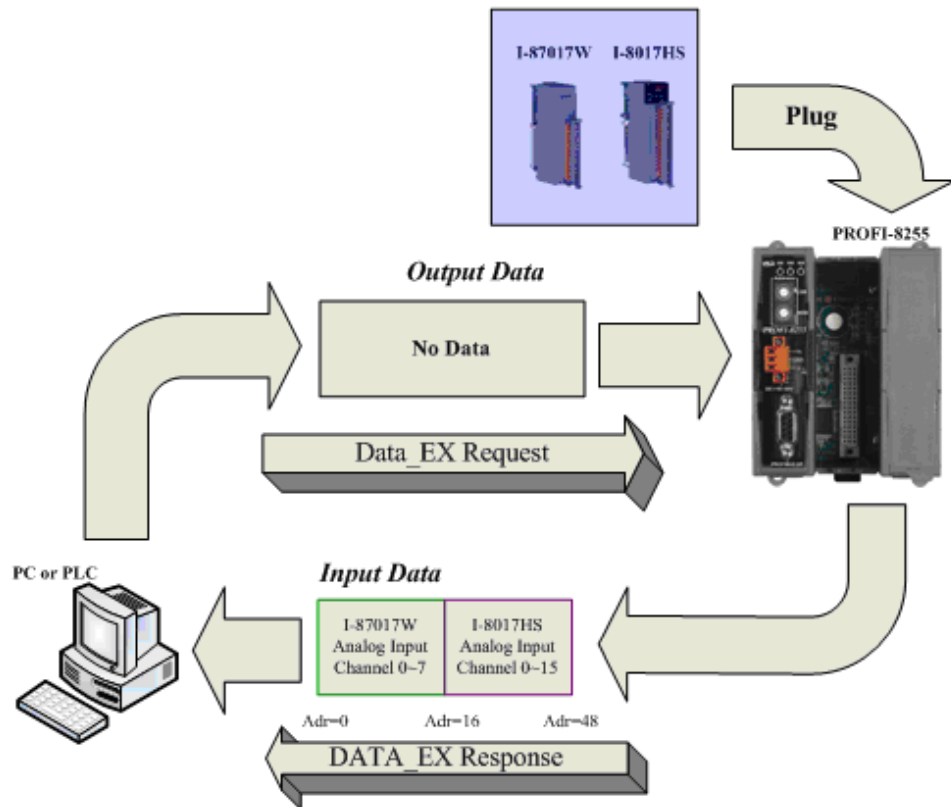 I-87017W I-8017HS
Plug
PROFI-8255
Output Data
No Data
Data_EX Request
PC or PLC
Input Data
I-87017W
Analog Input
Channel 0~7
I-8017HS
Analog Input
Channel 0~15
Adr=0 Adr=16 Adr=48
DATA_EX Response